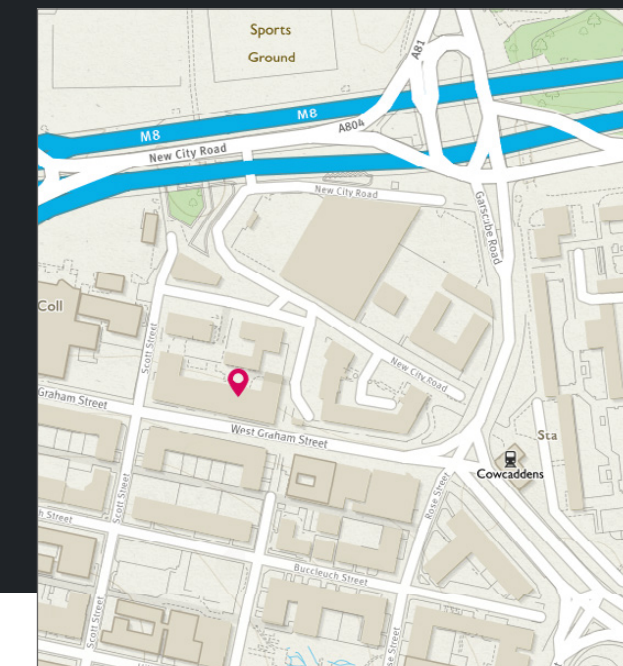 Sports
Ground
A81
M8
M8
A804
New City Road
New City Road
Garscube Road
Coll
Scott Street
New City Road
Graham Street
West Graham Street
Sta
Cowcaddens
Scott Street
Rose Street
h Street
Buccleuch Street
Scott Street
se Street